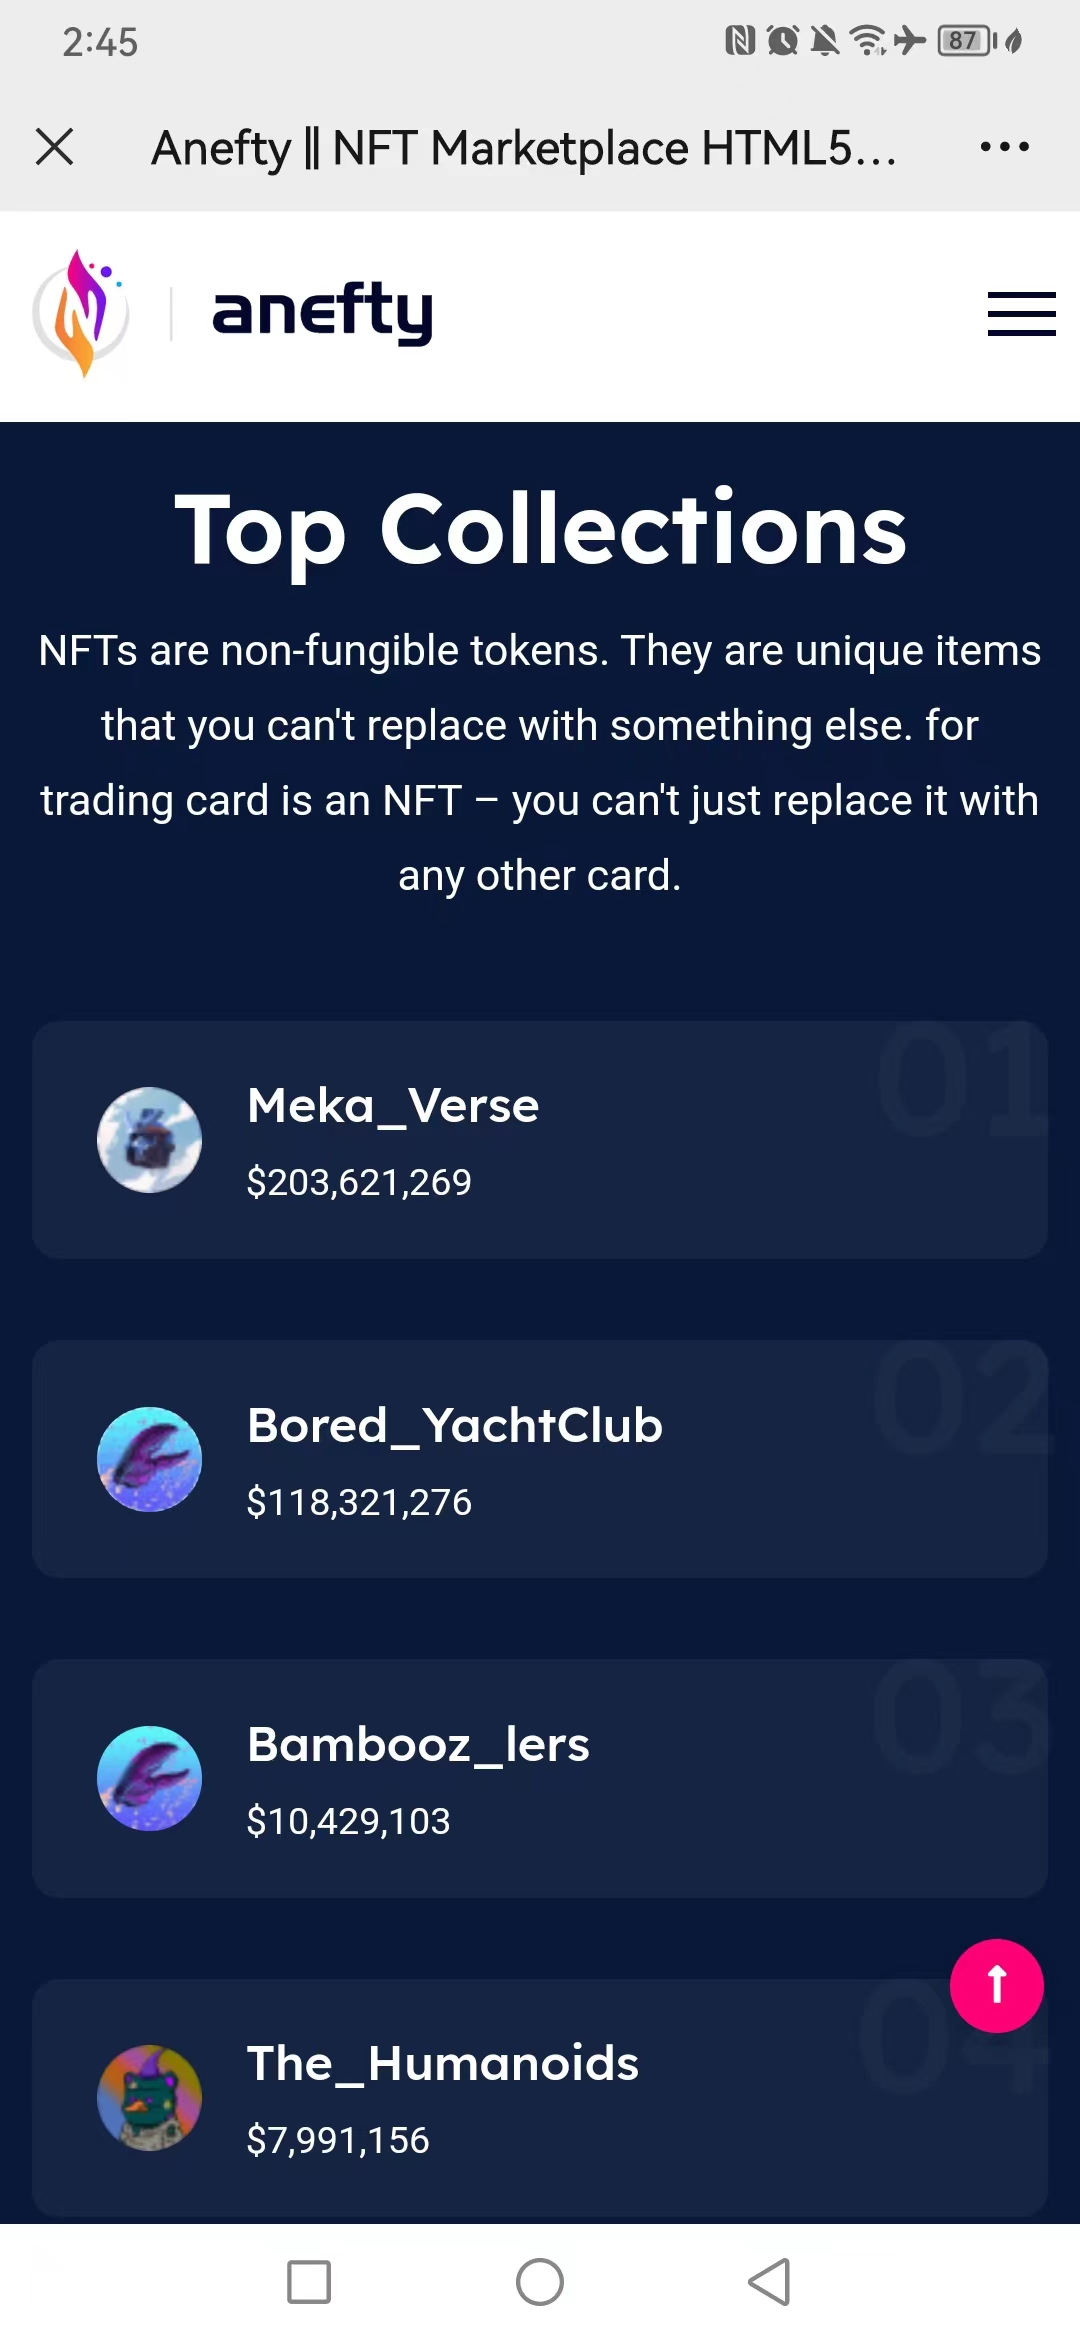 2:45
87
Anefty || NFT Marketplace HTML5...
anefty
Top Collections
NFTs are non-fungible tokens. They are unique items
that you can't replace with something else. for
trading card is an NFT – you can't just replace it with
any other card.
01
Meka_Verse
$203,621,269
02
Bored_YachtClub
$118,321,276
03
Bambooz_lers
$10,429,103
04
The_Humanoids
$7,991,156